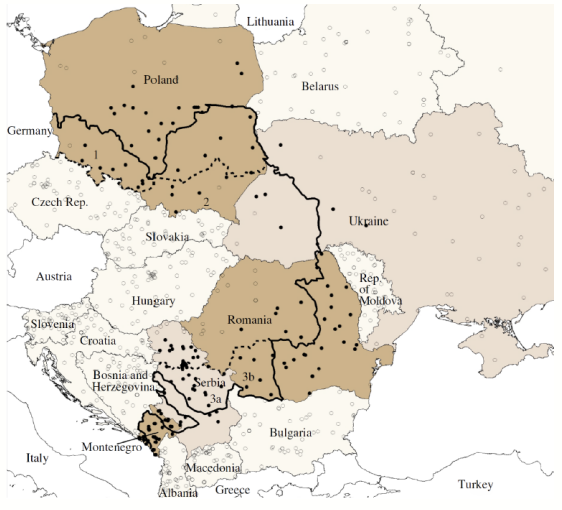 Lithuania
Poland
Belarus
Germany
1
Czech Rep.
2
Slovakia
Ukraine
Austria
Hungary
Rep.
of
Moldova
Slovenia
Romania
Croatia
Bosnia and
Herzegovina
Serbia
3b
3a
Montenegro
Bulgaria
Italy
Macedonia
Albania
Greece
Turkey